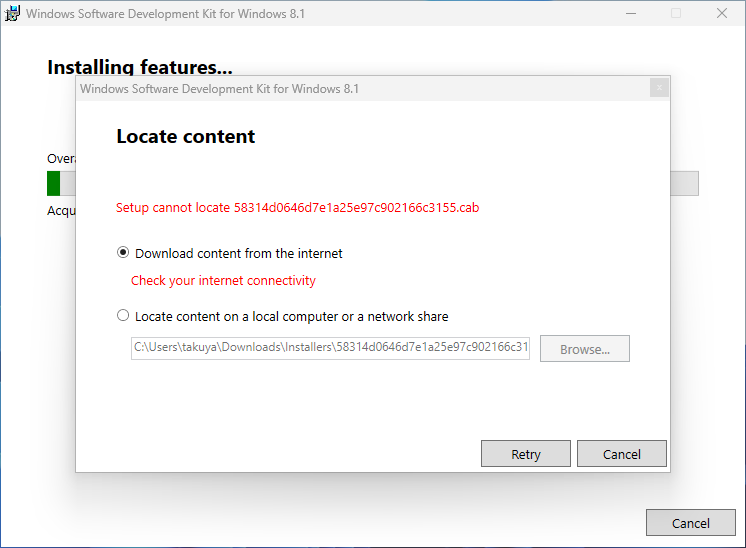 Windows Software Development Kit for Windows 8.1
Installing features...
Windows Software Development Kit for Windows 8.1
Locate content
Overa
Setup cannot locate 58314d0646d7e1a25e97c902166c3155.cab
Acqu
Download content from the internet
Check your internet connectivity
Locate content on a local computer or a network share
C:\Users\takuya\Downloads\Installers\58314d0646d7e1a25e97c902166c31
Browse...
Retry
Cancel
Cancel